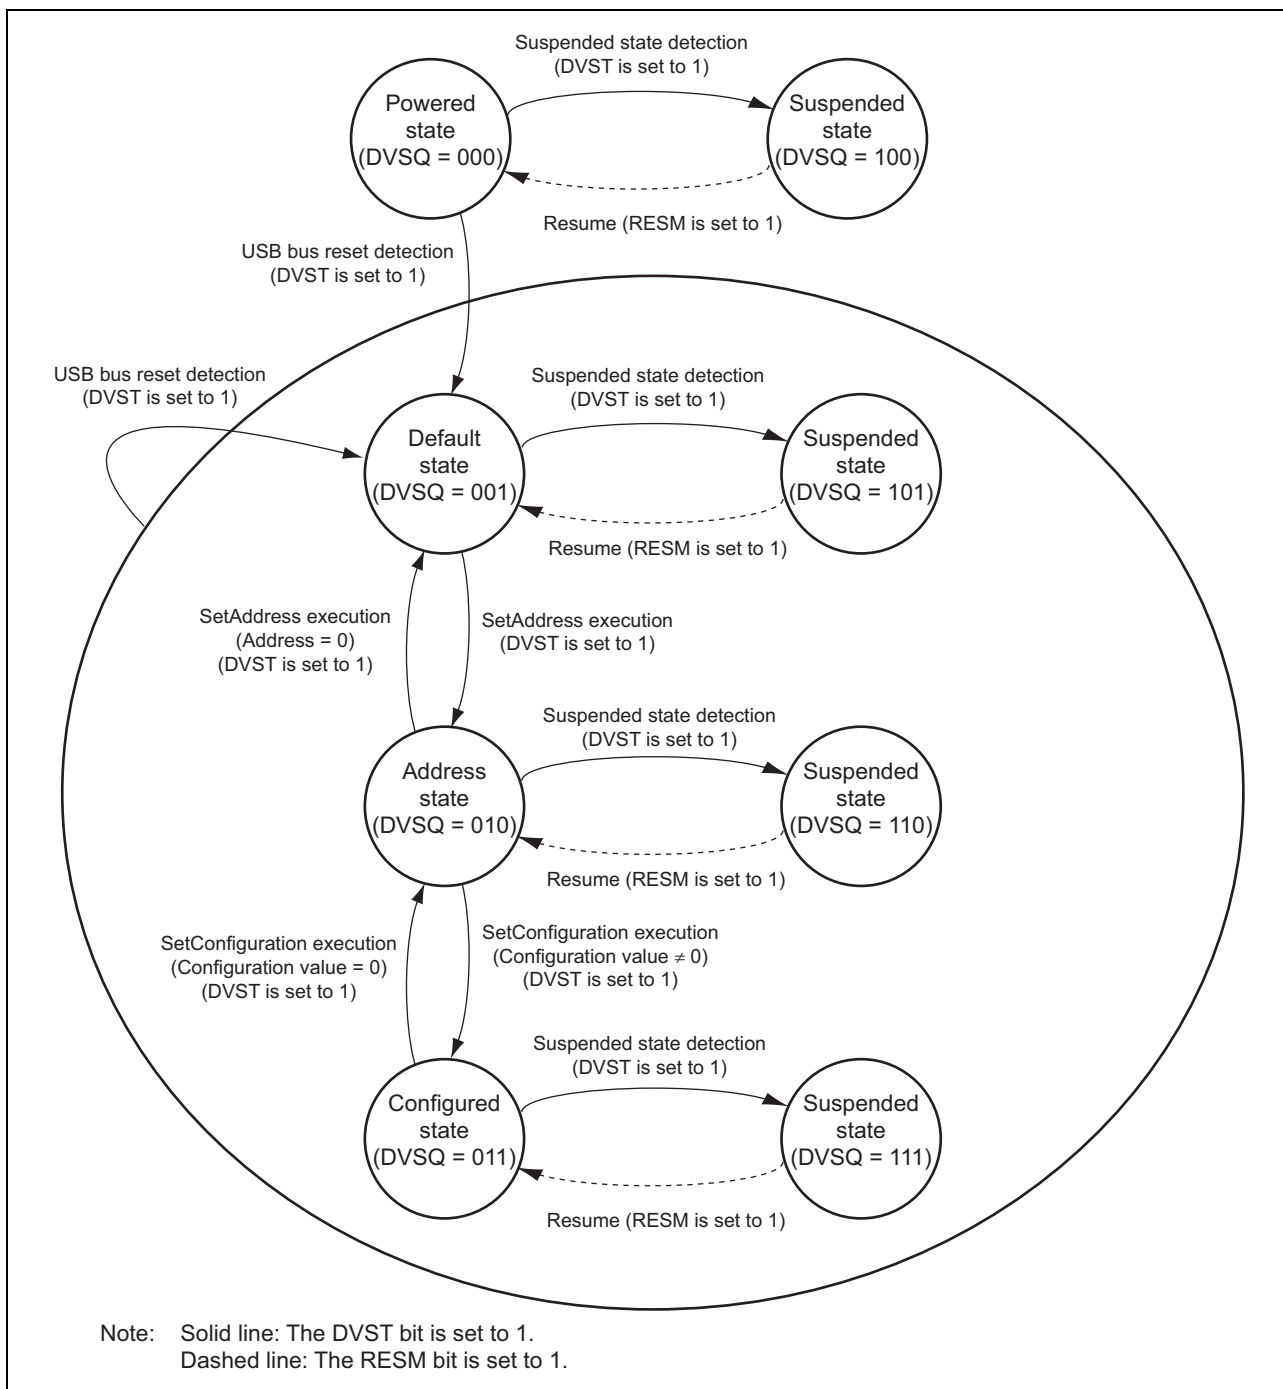 Suspended state detection
(DVST is set to 1)
Powered
state
(DVSQ = 000)
Suspended
state
(DVSQ = 100)
Resume (RESM is set to 1)
USB bus reset detection
(DVST is set to 1)
USB bus reset detection
(DVST is set to 1)
Suspended state detection
(DVST is set to 1)
Default
state
(DVSQ = 001)
Suspended
state
(DVSQ = 101)
Resume (RESM is set to 1)
SetAddress execution
(Address = 0)
(DVST is set to 1)
SetAddress execution
(DVST is set to 1)
Suspended state detection
(DVST is set to 1)
Address
state
(DVSQ = 010)
Suspended
state
(DVSQ = 110)
Resume (RESM is set to 1)
SetConfiguration execution
(Configuration value = 0)
(DVST is set to 1)
SetConfiguration execution
(Configuration value ≠ 0)
(DVST is set to 1)
Suspended state detection
(DVST is set to 1)
Configured
state
(DVSQ = 011)
Suspended
state
(DVSQ = 111)
Resume (RESM is set to 1)
Note: Solid line: The DVST bit is set to 1.
Dashed line: The RESM bit is set to 1.